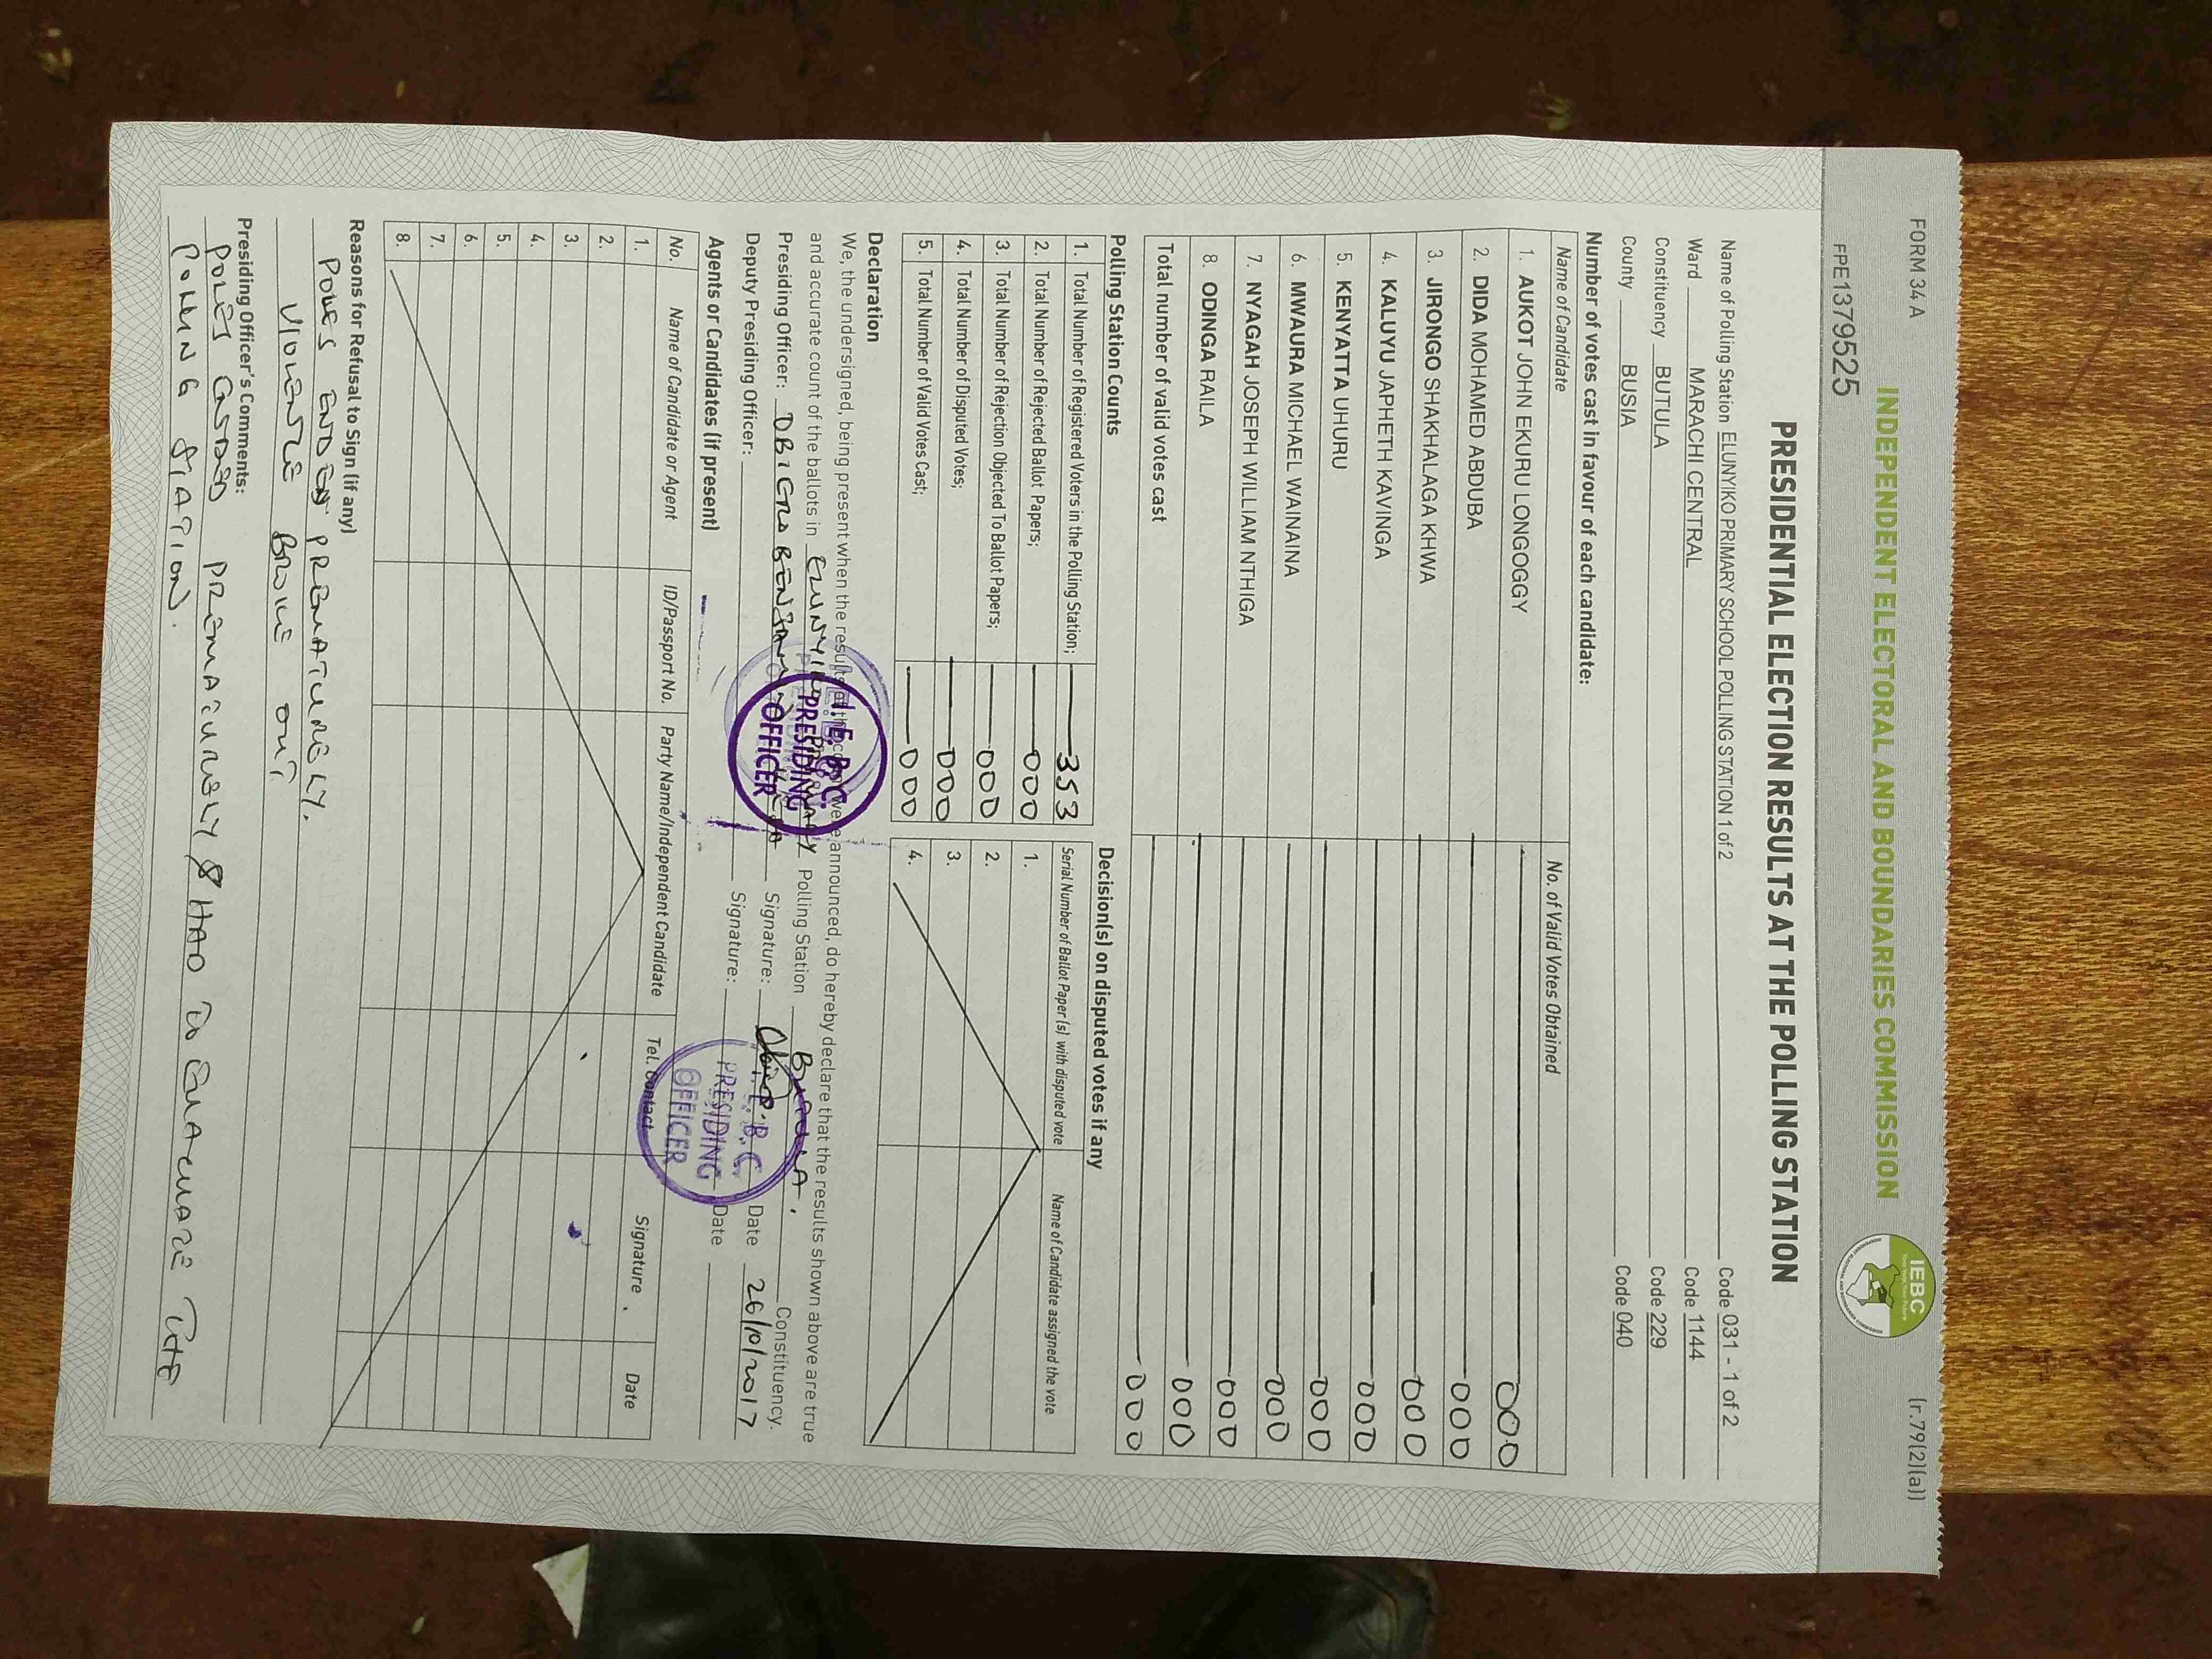 FORM 34 A
(r.79(2)(a))
INDEPENDENT ELECTORAL AND BOUNDARIES COMMISSION
IEBC
FPE1379525
PRESIDENTIAL ELECTION RESULTS AT THE POLLING STATION
Name of Polling Station ELUNYIKO PRIMARY SCHOOL POLLING STATION 1 of 2 Code 031 - 1 of 2
Ward MARACHI CENTRAL Code 1144
Constituency BUTULA Code 229
County BUSIA Code 040
Number of votes cast in favour of each candidate:
Name of Candidate No. of Valid Votes Obtained
1. AUKOT JOHN EKURU LONGOGGY 000
2. DIDA MOHAMED ABDUBA 000
3. JIRONGO SHAKHALAGA KHWA 000
4. KALUYU JAPHETH KAVINGA 000
5. KENYATTA UHURU 000
6. MWAURA MICHAEL WAINAINA 000
7. NYAGAH JOSEPH WILLIAM NTHIGA 000
8. ODINGA RAILA 000
Total number of valid votes cast 000
Polling Station Counts
1. Total Number of Registered Voters in the Polling Station; 353
2. Total Number of Rejected Ballot Papers; 000
3. Total Number of Rejection Objected To Ballot Papers; 000
4. Total Number of Disputed Votes; 000
5. Total Number of Valid Votes Cast; 000
Decision(s) on disputed votes if any
Serial Number of Ballot Paper (s) with disputed vote Name of Candidate assigned the vote
1.
2.
3.
4.
Declaration
We, the undersigned, being present when the results of the count were announced, do hereby declare that the results shown above are true
and accurate count of the ballots in ELUNYIKO PRIMARY Polling Station BUTULA. Constituency.
Presiding Officer: OBIERO Signature: Date 26/10/2017
Deputy Presiding Officer: Signature: Date
I.E.B.C.
PRESIDING
OFFICER
I.E.B.C.
PRESIDING
OFFICER
Agents or Candidates (if present)
No. Name of Candidate or Agent ID/Passport No. Party Name/Independent Candidate Tel. Contact Signature Date
1.
2.
3.
4.
5.
6.
7.
8.
Reasons for Refusal to Sign (if any)
POLLS ENDED PREMATURELY.
VIOLENCE BROKE OUT
Presiding Officer's Comments:
POLLS ENDED PREMATURELY & HAD TO EVACUATE THE
POLLING STATION.